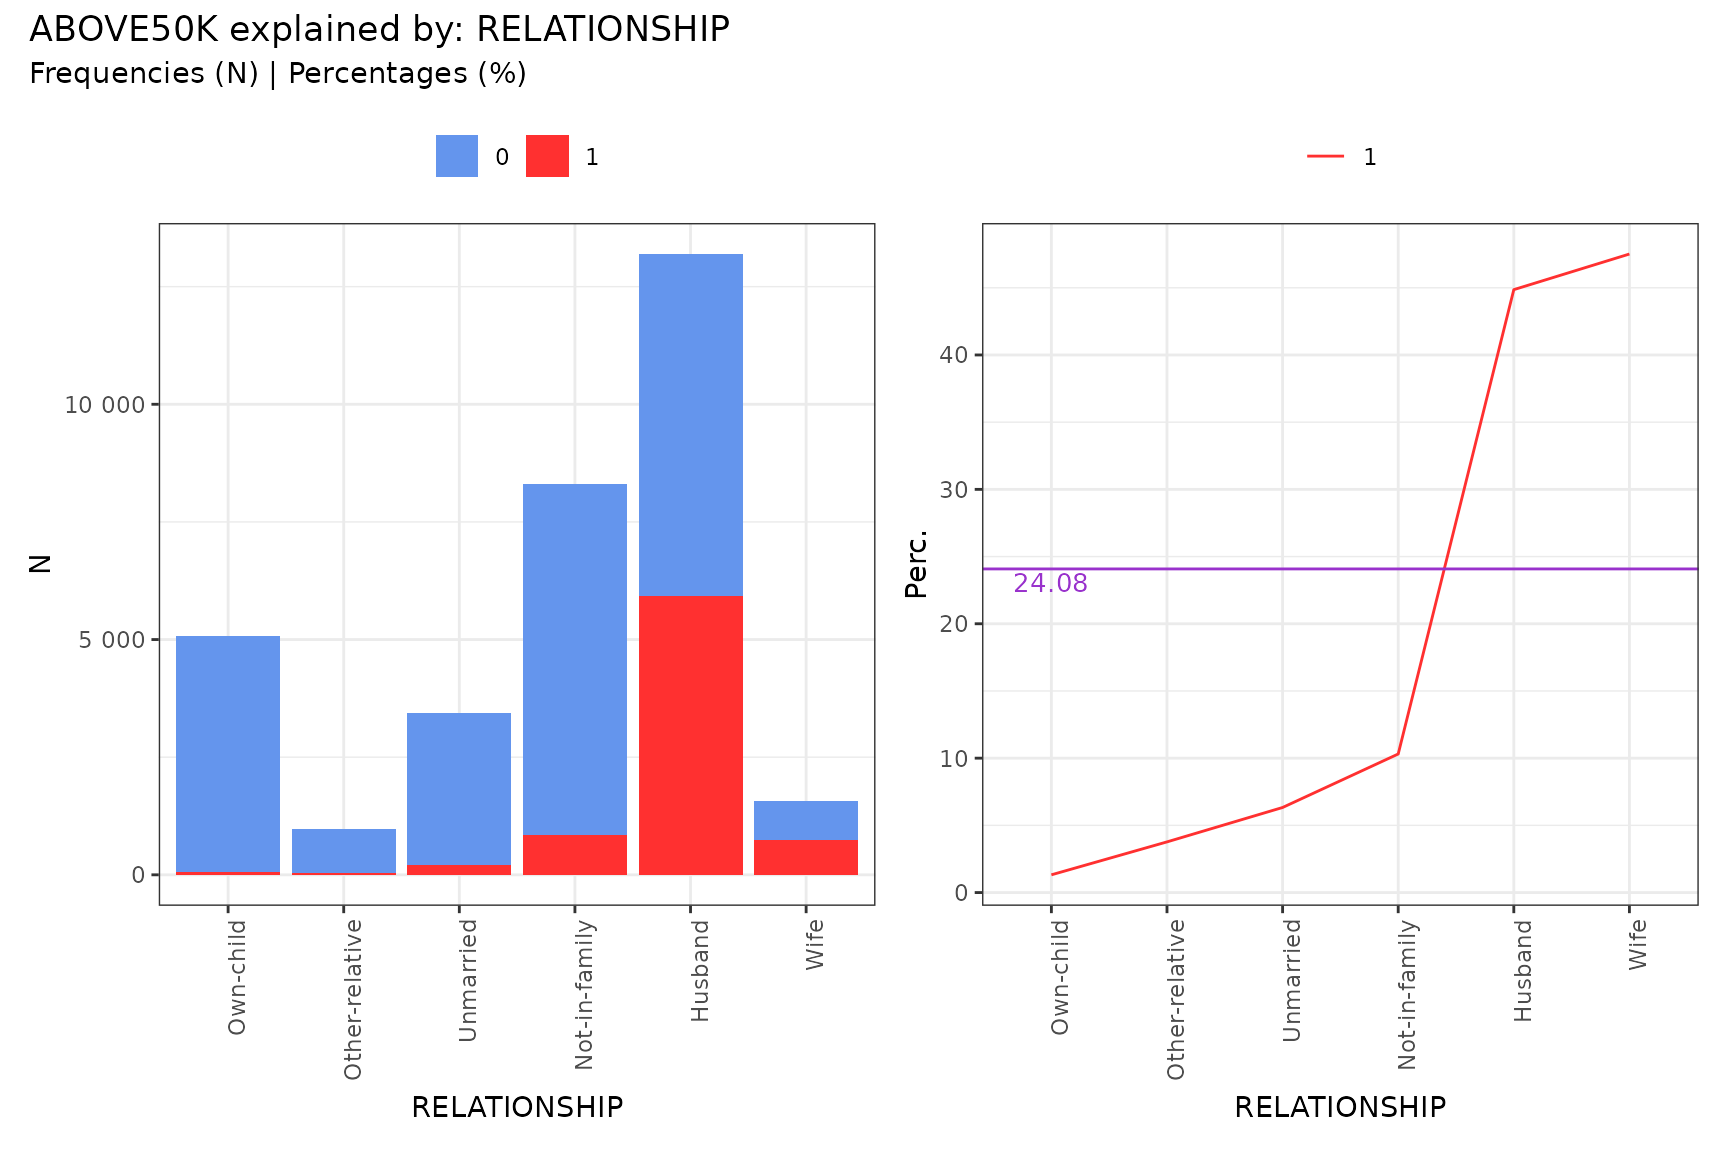 ABOVE50K explained by: RELATIONSHIP
Frequencies (N) | Percentages (%)
0 1
N
10 000
5 000
0
Own-child
Other-relative
Unmarried
Not-in-family
Husband
Wife
RELATIONSHIP
1
Perc.
40
30
20
10
0
24.08
Own-child
Other-relative
Unmarried
Not-in-family
Husband
Wife
RELATIONSHIP